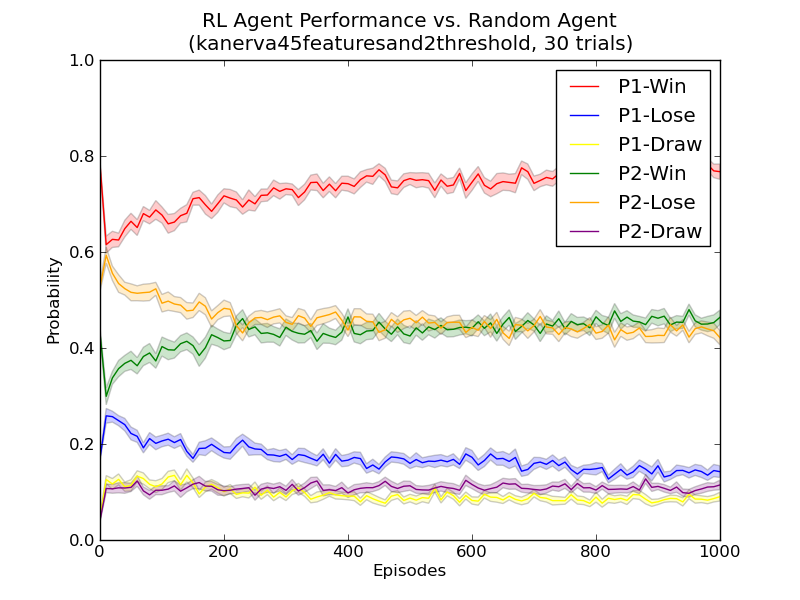 RL Agent Performance vs. Random Agent
(kanerva45featuresand2threshold, 30 trials)
1.0
0.8
0.6
0.4
0.2
0.0
Probability
P1-Win
P1-Lose
P1-Draw
P2-Win
P2-Lose
P2-Draw
0 200 400 600 800 1000
Episodes